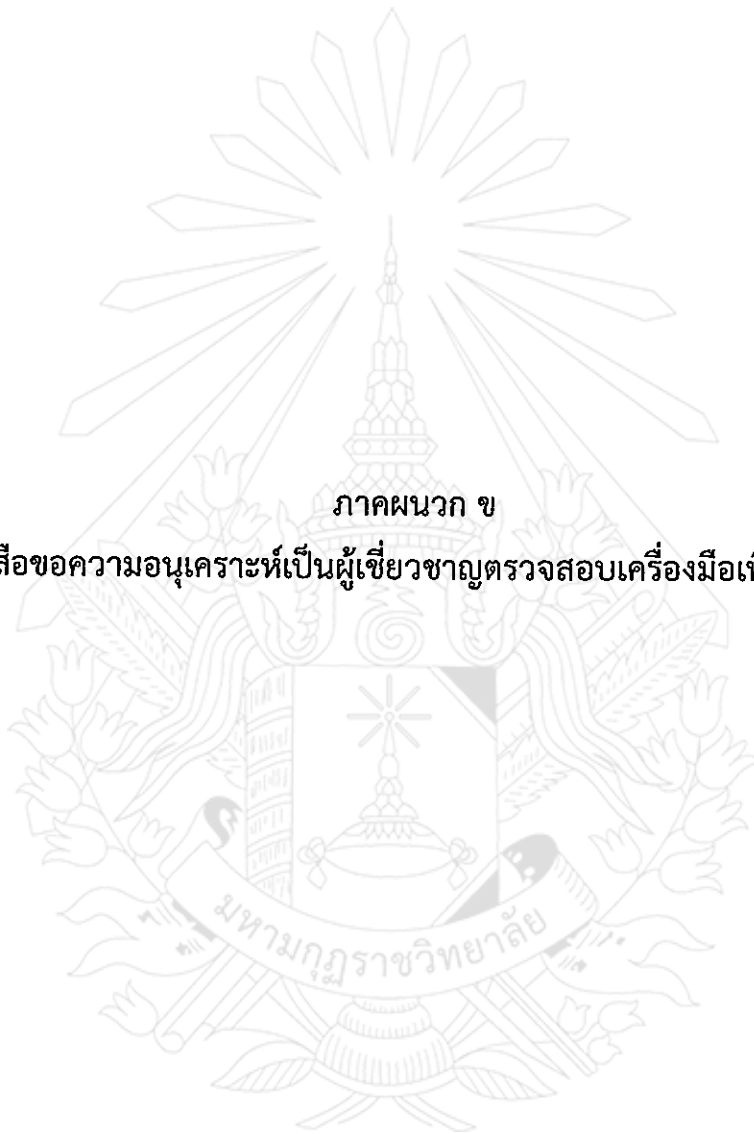 ภาคผนวก ข
สือขอความอนุเคราะห์เป็นผู้เชี่ยวชาญตรวจสอบเครื่องมือเพื่
มหามกุฏราชวิทยาลัย